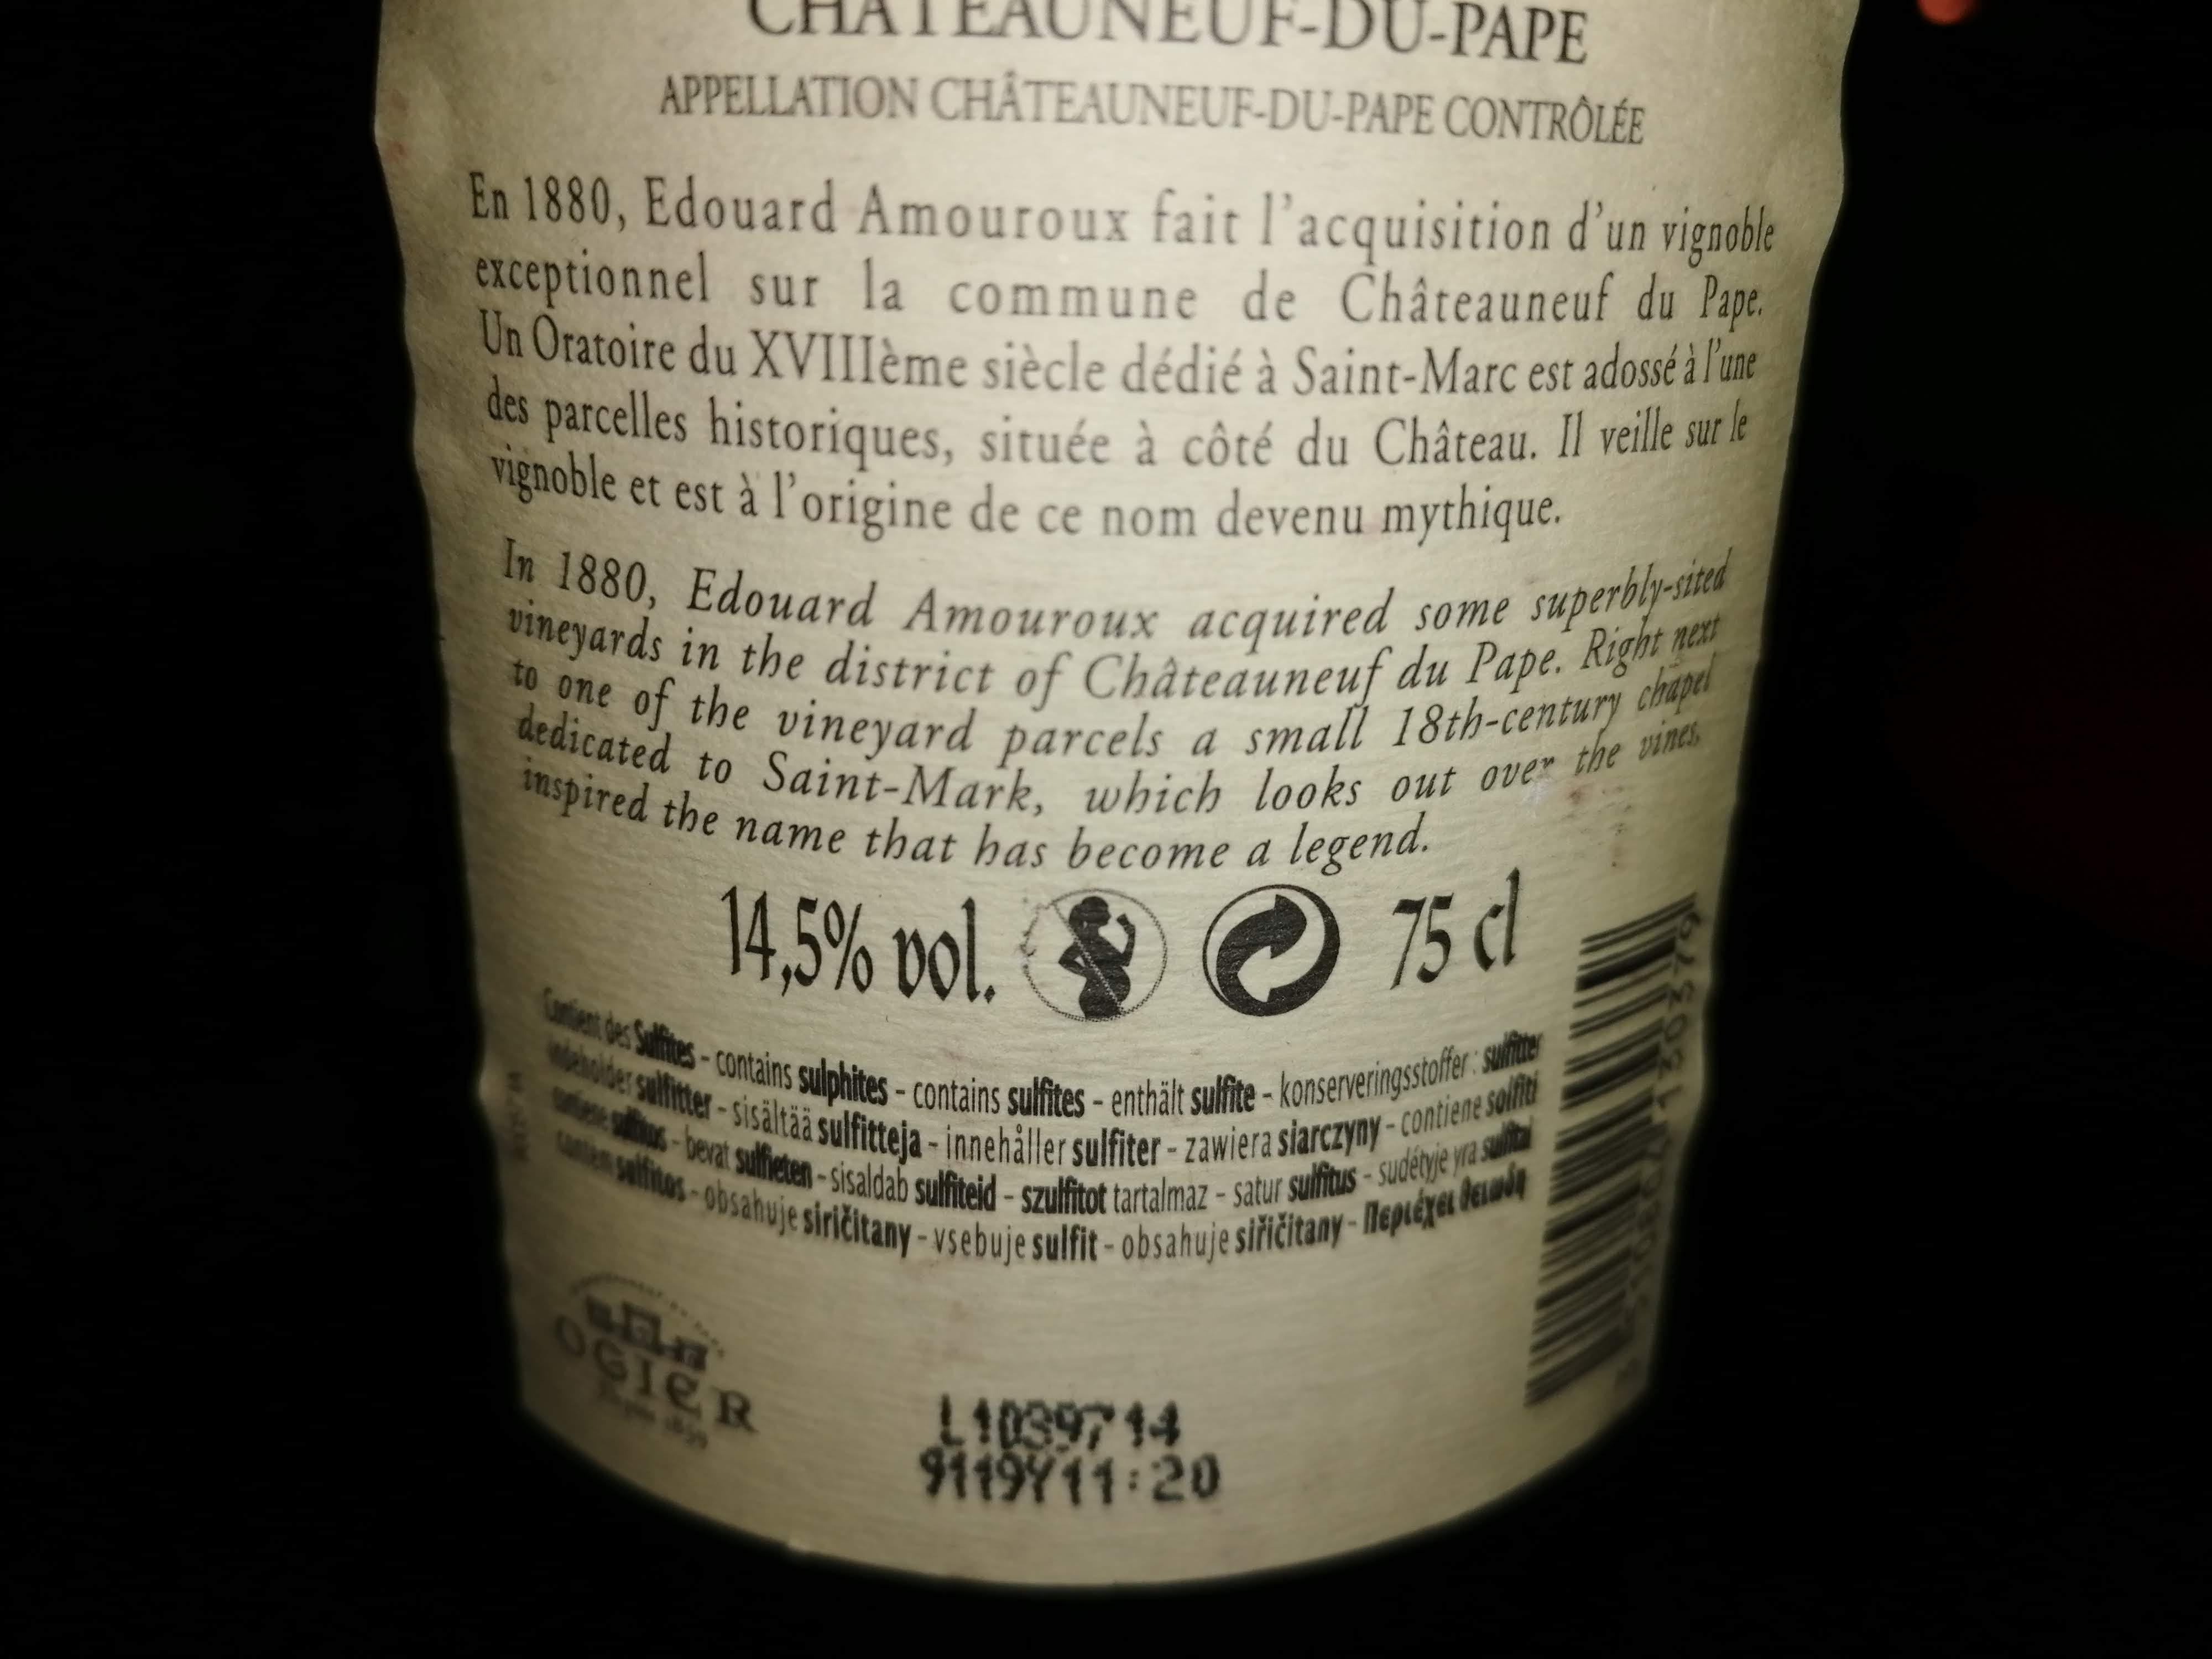 CHÂTEAUNEUF-DU-PAPE
APPELLATION CHÂTEAUNEUF-DU-PAPE CONTRÔLÉE
En 1880, Edouard Amouroux fait l'acquisition d'un vignoble
exceptionnel sur la commune de Châteauneuf du Pape.
Un Oratoire du XVIIIème siècle dédié à Saint-Marc est adossé à l'une
des parcelles historiques, située à côté du Château. Il veille sur le
vignoble et est à l'origine de ce nom devenu mythique.
In 1880, Edouard Amouroux acquired some superbly-sited
vineyards in the district of Châteauneuf du Pape. Right next
to one of the vineyard parcels a small 18th-century chapel
dedicated to Saint-Mark, which looks out over the vines,
inspired the name that has become a legend.
14,5% vol. 75 cl
Contient des Sulfites - contains sulphites - contains sulfites - enthält sulfite - konserveringsstoffer : sulfitter
indeholder sulfitter - sisältää sulfitteja - innehåller sulfiter - zawiera siarczyny - contiene solfiti
contiene sulfitos - bevat sulfieten - sisaldab sulfiteid - szulfitot tartalmaz - satur sulfitus - sudėtyje yra sulfitai
contem sulfitos - obsahuje siričitany - vsebuje sulfit - obsahuje siřičitany - Περιέχει θειώδη
OGIER
L1039714
9119Y11:20